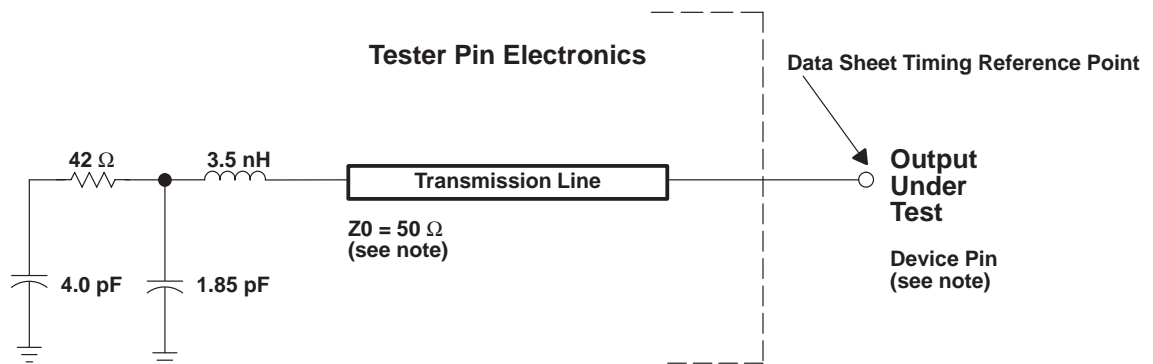 Tester Pin Electronics
Data Sheet Timing Reference Point
42 Ω
3.5 nH
Transmission Line
Output
Under
Test
Z0 = 50 Ω
(see note)
Device Pin
(see note)
4.0 pF
1.85 pF